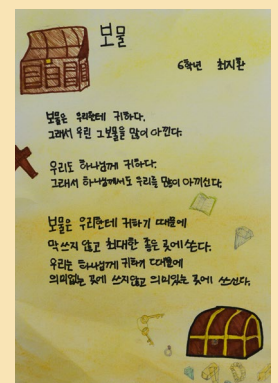 보물
6학년 최지환
보물은 우리한테 귀하다.
그래서 우린 그 보물을 많이 아낀다.
우리도 하나님께 귀하다.
그래서 하나님께서도 우리를 많이 아끼신다.
보물은 우리한테 귀하기 때문에
막쓰지 않고 최대한 좋은 곳에 쓴다.
우리는 하나님께 귀하기 때문에
의미없는 곳에 쓰지않고 의미있는 곳에 쓰신다.